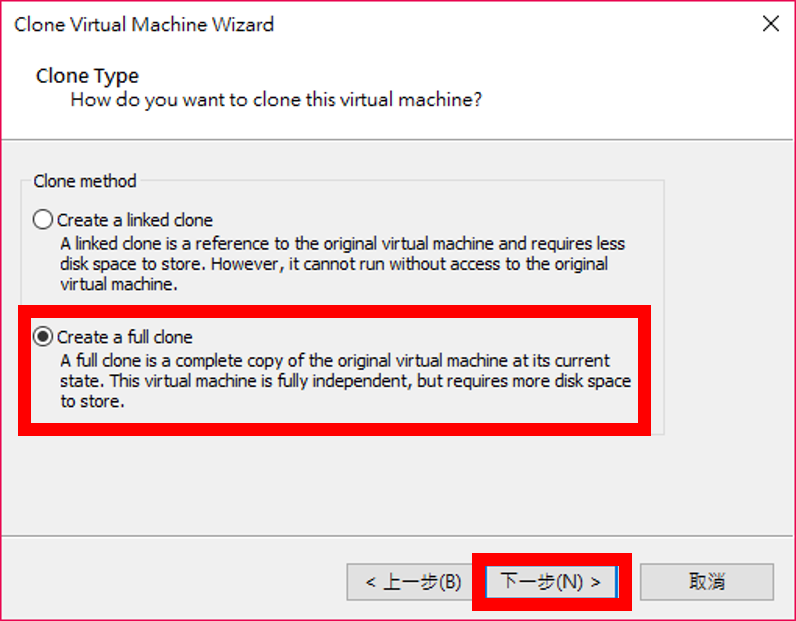 Clone Virtual Machine Wizard
Clone Type
How do you want to clone this virtual machine?
Clone method
Create a linked clone
A linked clone is a reference to the original virtual machine and requires less
disk space to store. However, it cannot run without access to the original
virtual machine.
Create a full clone
A full clone is a complete copy of the original virtual machine at its current
state. This virtual machine is fully independent, but requires more disk space
to store.
< 上一步(B) 下一步(N) > 取消